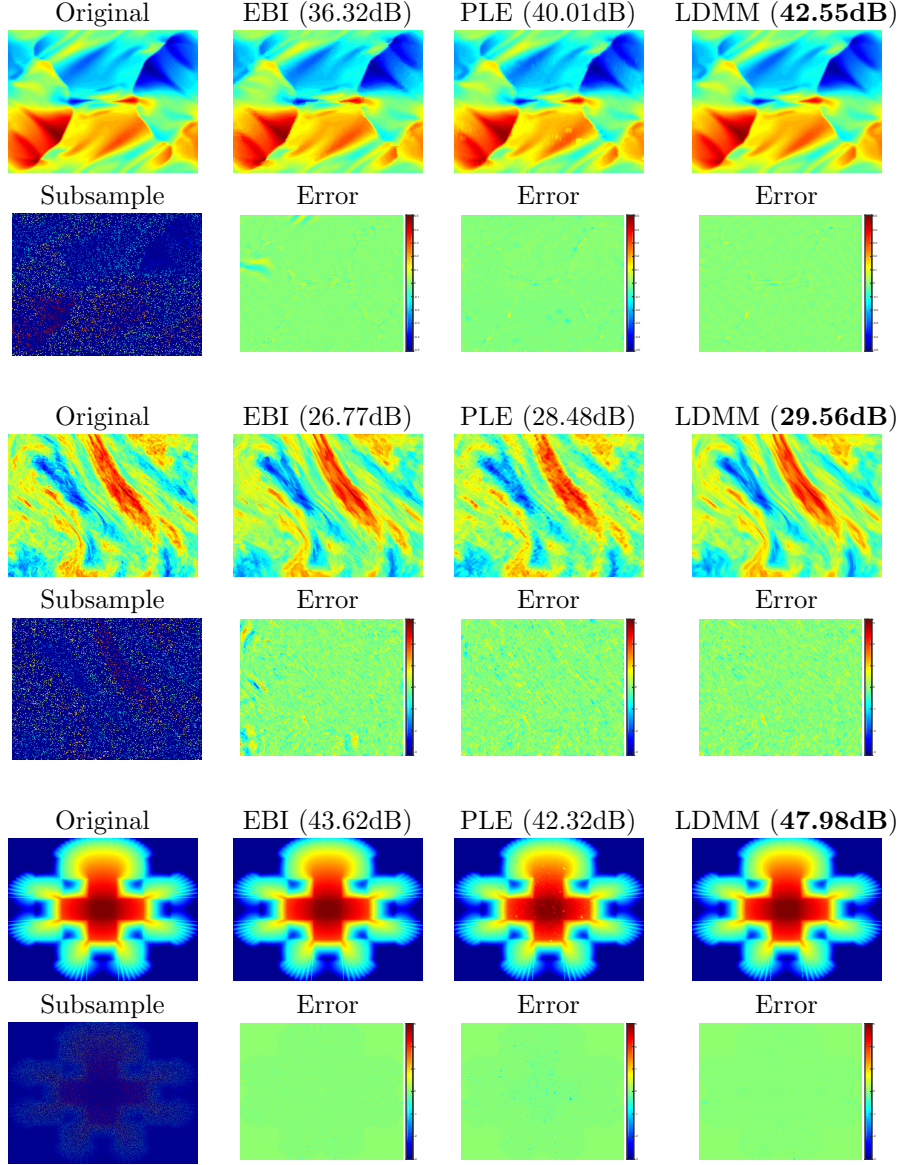 Original EBI (36.32dB) PLE (40.01dB) LDMM (42.55dB)
Subsample Error Error Error
Original EBI (26.77dB) PLE (28.48dB) LDMM (29.56dB)
Subsample Error Error Error
Original EBI (43.62dB) PLE (42.32dB) LDMM (47.98dB)
Subsample Error Error Error